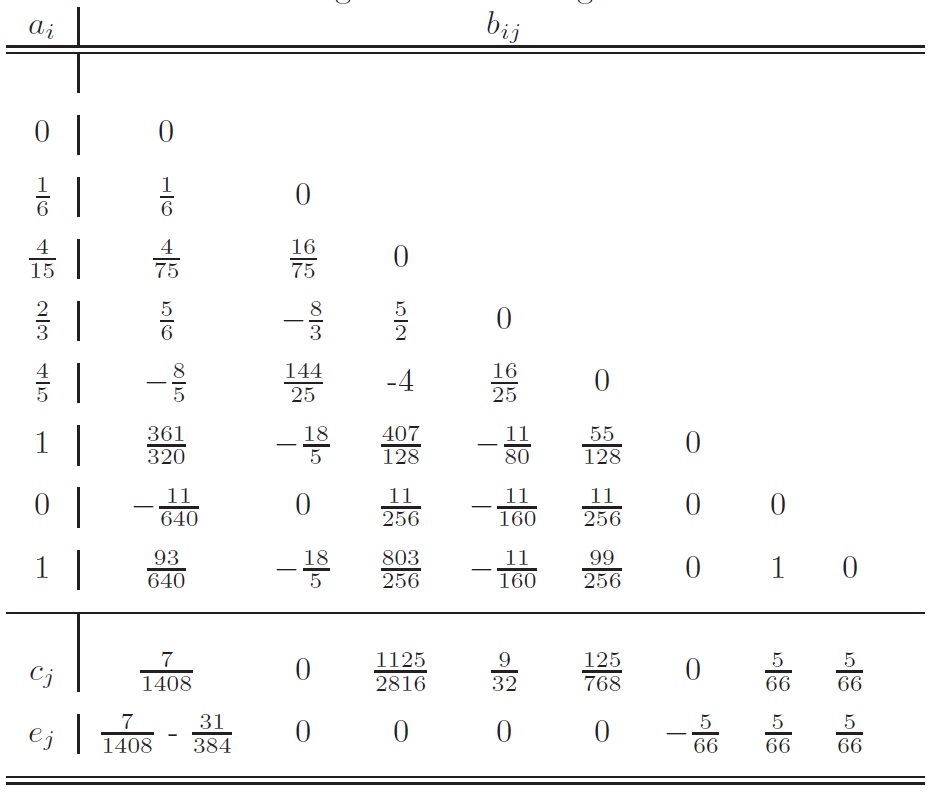 a_i b_ij
0 0
1/6 1/6 0
4/15 4/75 16/75 0
2/3 5/6 −8/3 5/2 0
4/5 −8/5 144/25 -4 16/25 0
1 361/320 −18/5 407/128 −11/80 55/128 0
0 −11/640 0 11/256 −11/160 11/256 0 0
1 93/640 −18/5 803/256 −11/160 99/256 0 1 0
c_j 7/1408 0 1125/2816 9/32 125/768 0 5/66 5/66
e_j 7/1408 - 31/384 0 0 0 0 −5/66 5/66 5/66